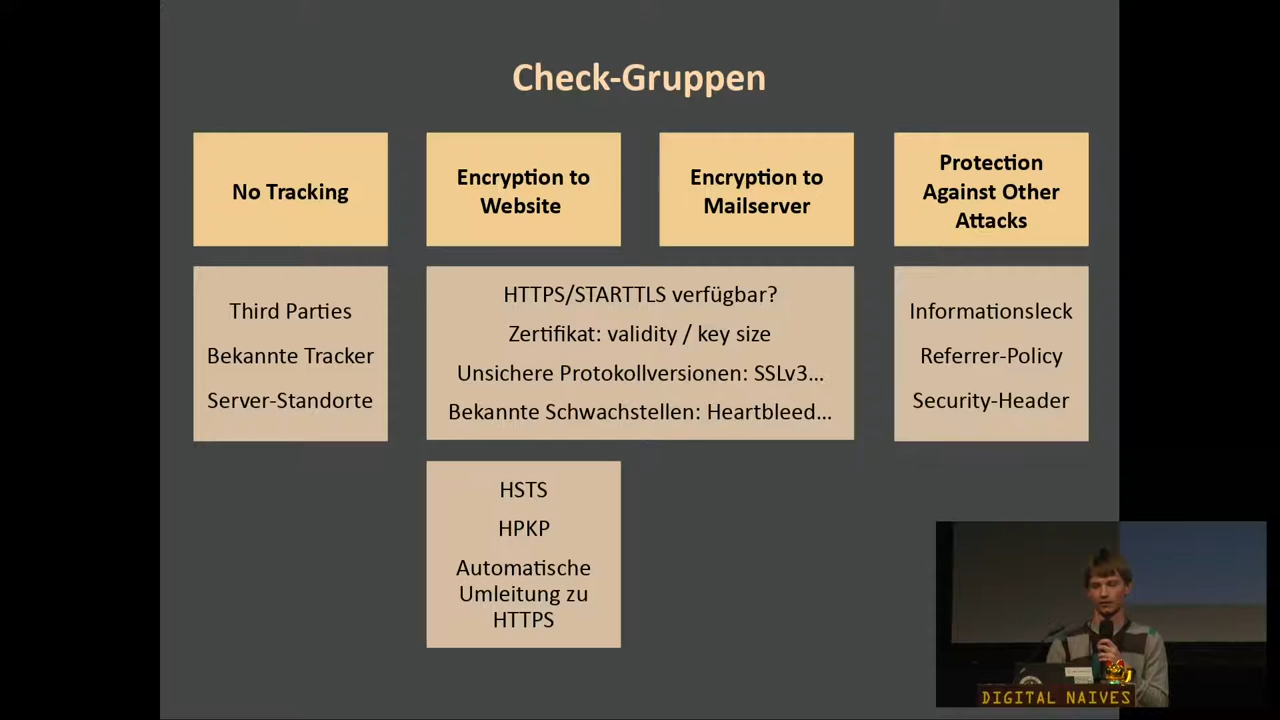 Check-Gruppen
No Tracking
Encryption to
Website
Encryption to
Mailserver
Protection
Against Other
Attacks
Third Parties
Bekannte Tracker
Server-Standorte
HTTPS/STARTTLS verfügbar?
Zertifikat: validity / key size
Unsichere Protokollversionen: SSLv3...
Bekannte Schwachstellen: Heartbleed...
Informationsleck
Referrer-Policy
Security-Header
HSTS
HPKP
Automatische
Umleitung zu
HTTPS
DIGITAL NAIVES